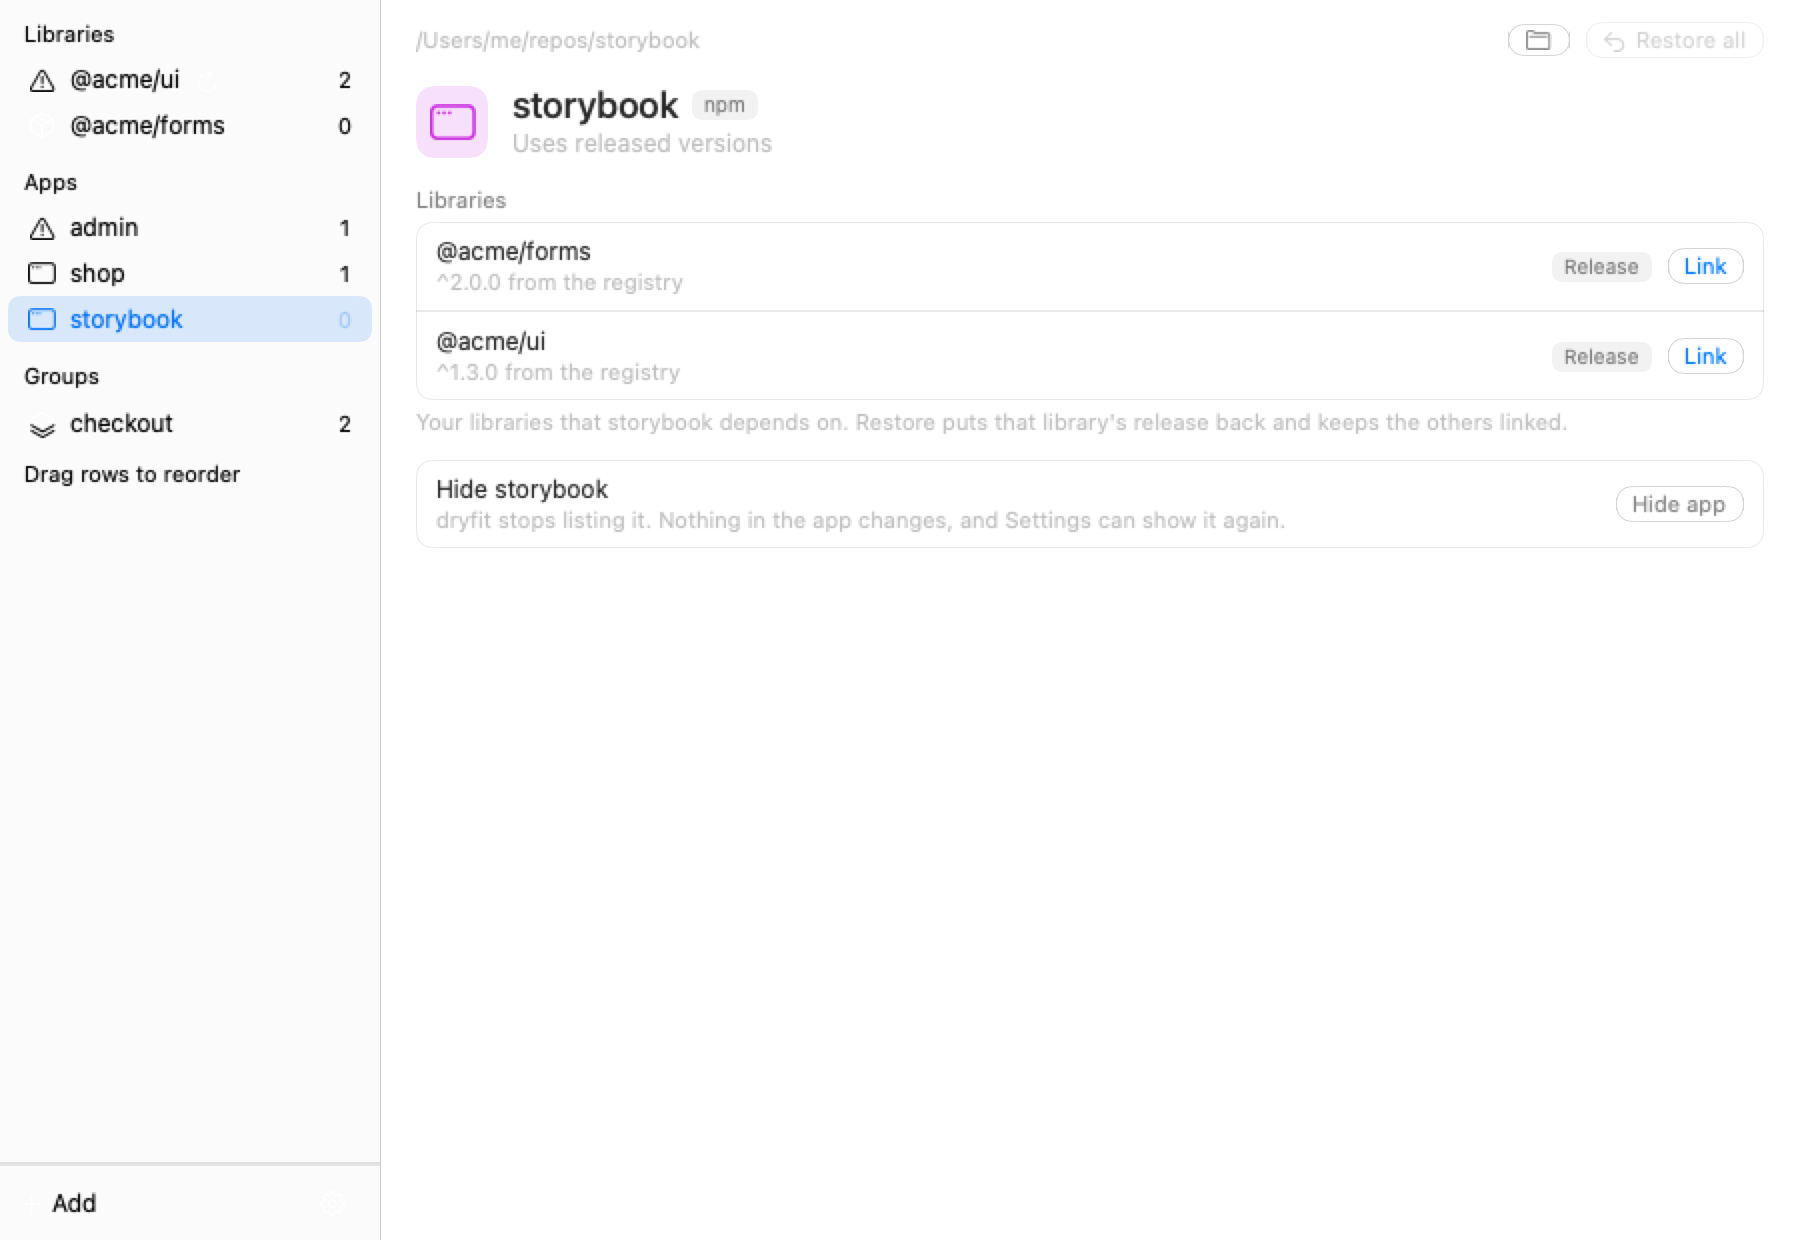 Libraries
@acme/ui 2
@acme/forms 0
Apps
admin 1
shop 1
storybook 0
Groups
checkout 2
Drag rows to reorder
Add
/Users/me/repos/storybook
Restore all
storybook npm
Uses released versions
Libraries
@acme/forms
^2.0.0 from the registry
Release Link
@acme/ui
^1.3.0 from the registry
Release Link
Your libraries that storybook depends on. Restore puts that library's release back and keeps the others linked.
Hide storybook
dryfit stops listing it. Nothing in the app changes, and Settings can show it again.
Hide app